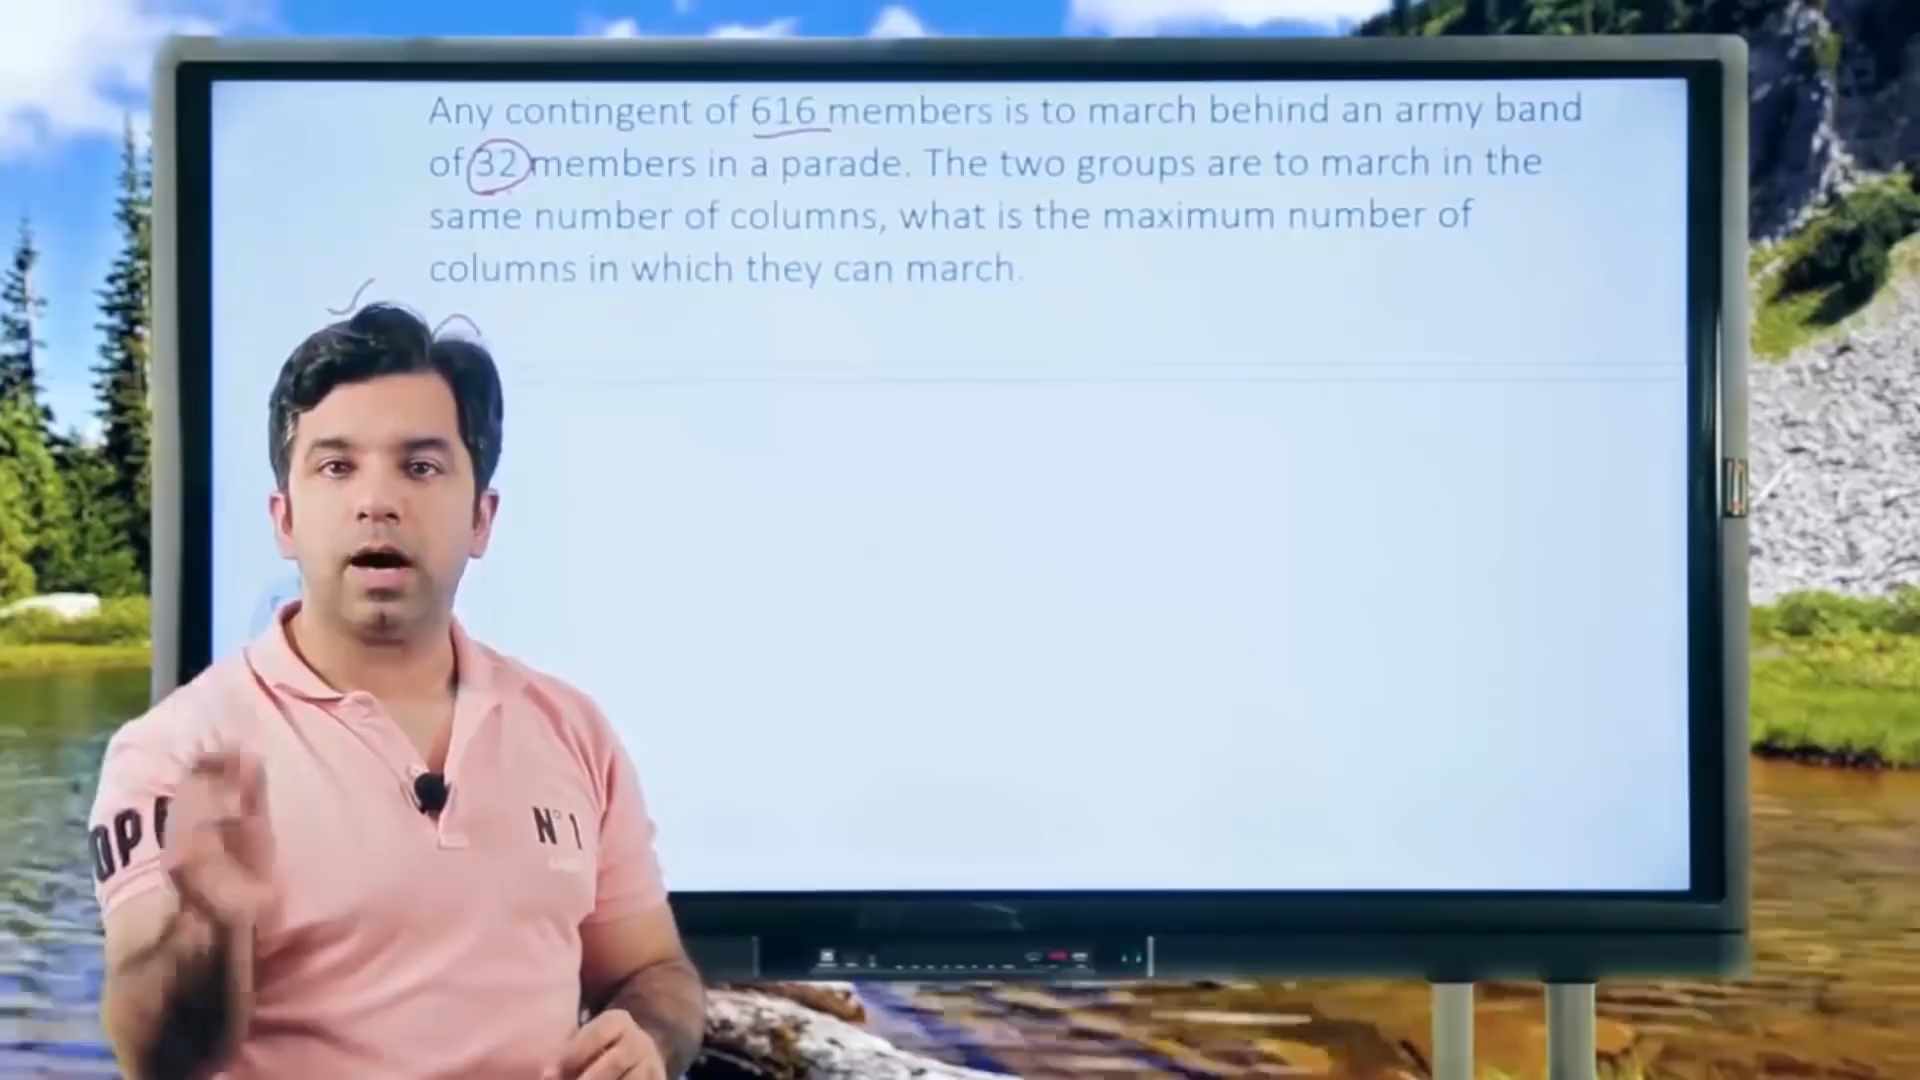 Any contingent of 616 members is to march behind an army band
of 32 members in a parade. The two groups are to march in the
same number of columns, what is the maximum number of
columns in which they can march.
OP
N° 1